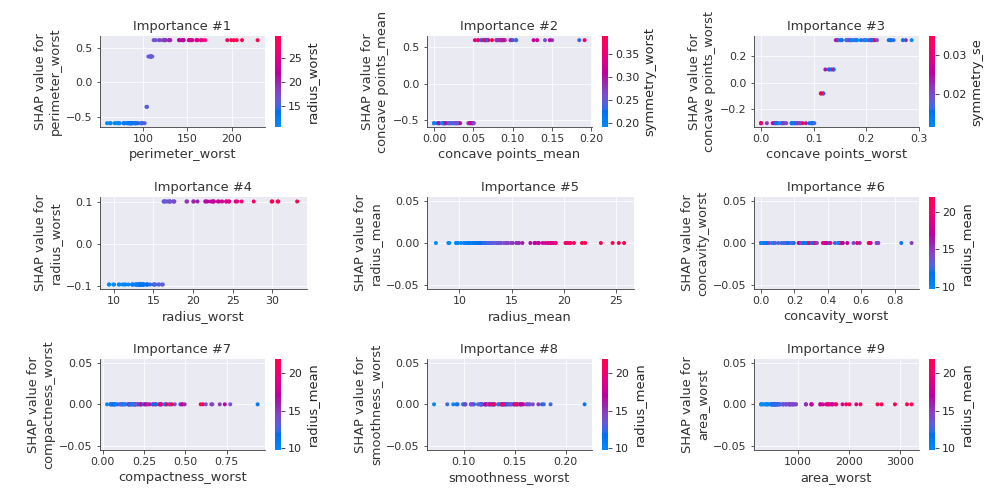 Importance #1
SHAP value for
perimeter_worst
0.5
0.0
−0.5
100
150
200
perimeter_worst
25
20
15
radius_worst
Importance #2
SHAP value for
concave points_mean
0.5
0.0
−0.5
0.00
0.05
0.10
0.15
0.20
concave points_mean
0.35
0.30
0.25
0.20
symmetry_worst
Importance #3
SHAP value for
concave points_worst
0.2
0.0
−0.2
0.0
0.1
0.2
0.3
concave points_worst
0.03
0.02
symmetry_se
Importance #4
SHAP value for
radius_worst
0.1
0.0
−0.1
10
15
20
25
30
radius_worst
Importance #5
SHAP value for
radius_mean
0.05
0.00
−0.05
10
15
20
25
radius_mean
Importance #6
SHAP value for
concavity_worst
0.05
0.00
−0.05
0.0
0.2
0.4
0.6
0.8
concavity_worst
20
15
10
radius_mean
Importance #7
SHAP value for
compactness_worst
0.05
0.00
−0.05
0.00
0.25
0.50
0.75
compactness_worst
20
15
10
radius_mean
Importance #8
SHAP value for
smoothness_worst
0.05
0.00
−0.05
0.10
0.15
0.20
smoothness_worst
20
15
10
radius_mean
Importance #9
SHAP value for
area_worst
0.05
0.00
−0.05
1000
2000
3000
area_worst
20
15
10
radius_mean